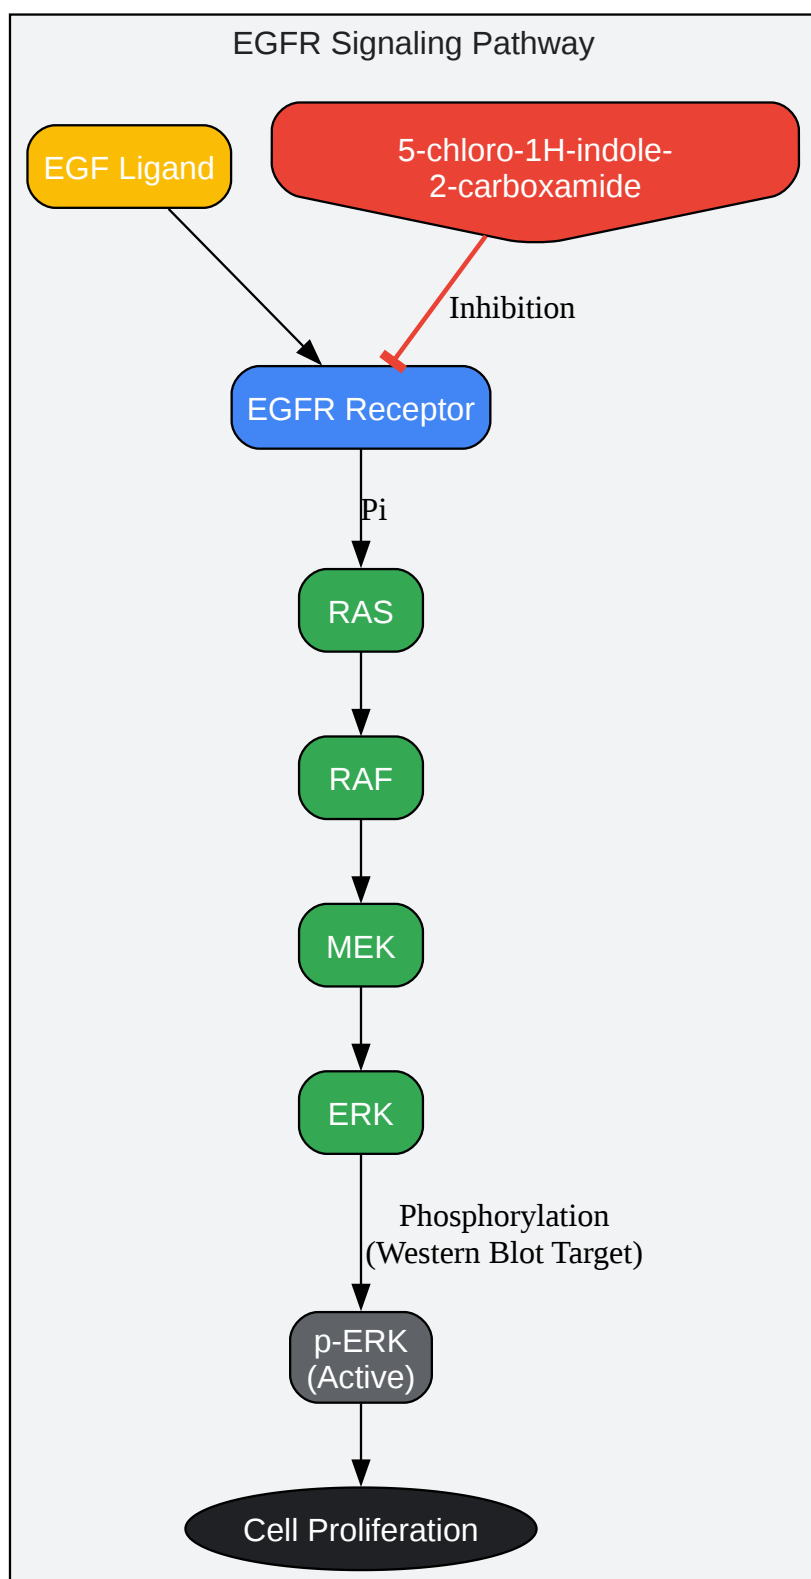 EGFR Signaling Pathway
EGF Ligand
5-chloro-1H-indole-
2-carboxamide
Inhibition
EGFR Receptor
Pi
RAS
RAF
MEK
ERK
Phosphorylation
(Western Blot Target)
p-ERK
(Active)
Cell Proliferation